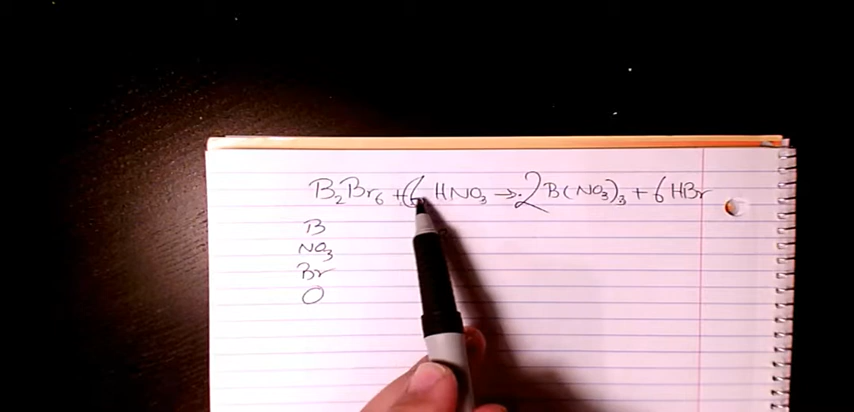 B₂Br₆ + 6 HNO₃ → 2 B(NO₃)₃ + 6 HBr
B
NO₃
Br
O